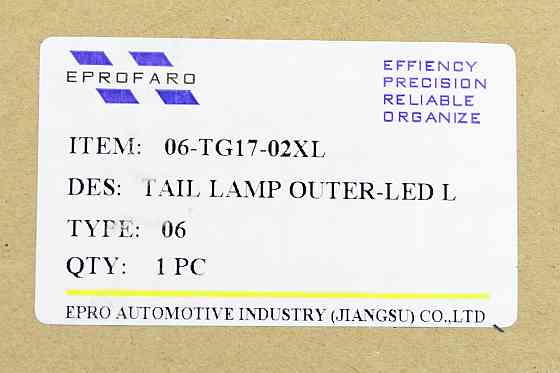 EPROFARO
EFFIENCY
PRECISION
RELIABLE
ORGANIZE
ITEM: 06-TG17-02XL
DES: TAIL LAMP OUTER-LED L
TYPE: 06
QTY: 1 PC
EPRO AUTOMOTIVE INDUSTRY (JIANGSU) CO.,LTD